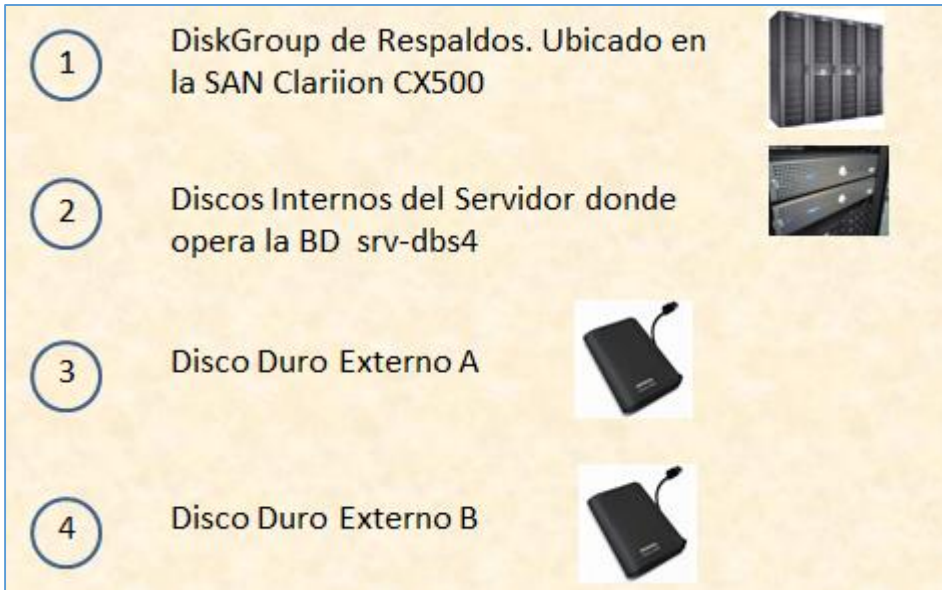 1
DiskGroup de Respaldos. Ubicado en
la SAN Clariion CX500
2
Discos Internos del Servidor donde
opera la BD srv-dbs4
3
Disco Duro Externo A
4
Disco Duro Externo B